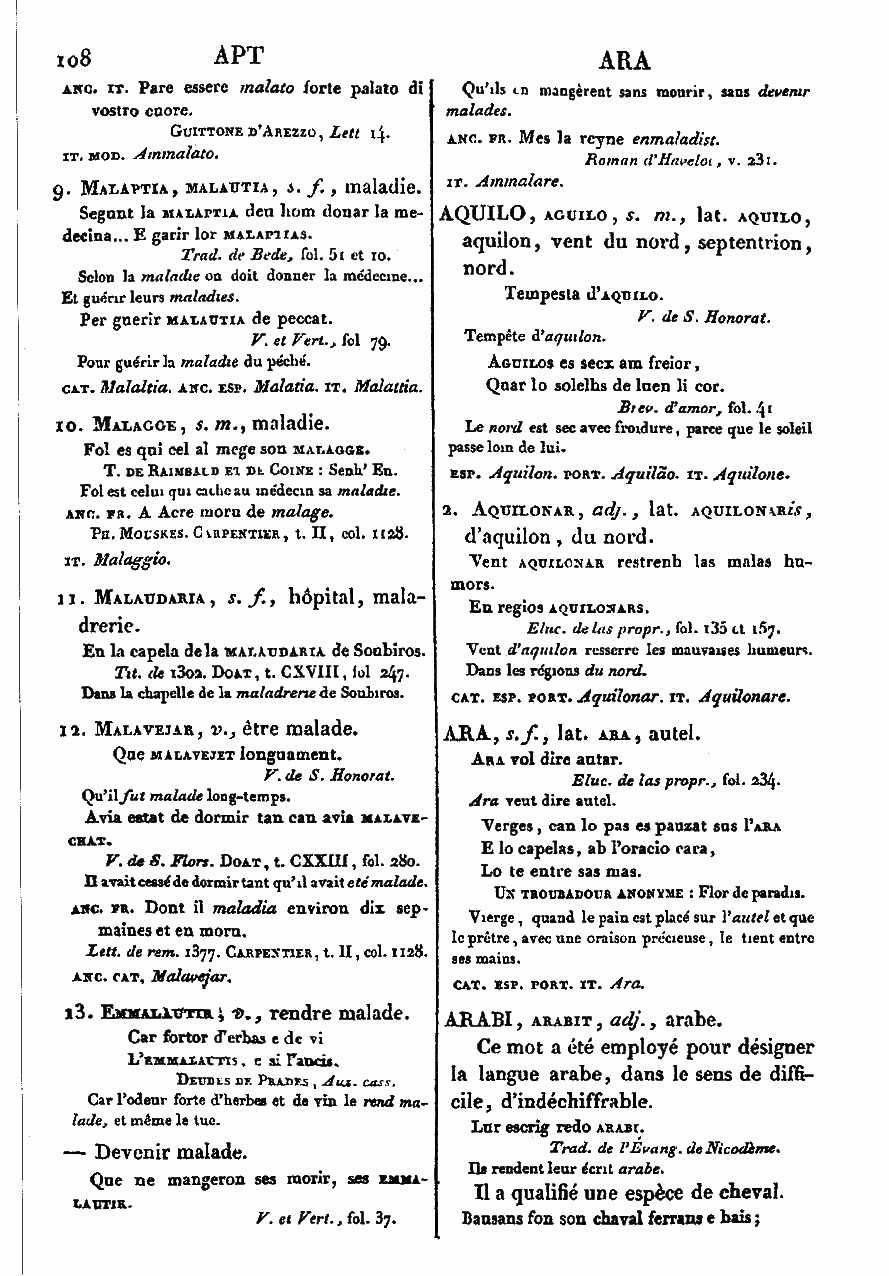 108 APT ARA
ANC. IT. Pare essere malato forte palato di
vostro cuore.
GUITTONE D'AREZZO, Lett 14.
IT. MOD. Ammalato.
9. MALAPTIA, MALAUTIA, s. f., maladie.
Segunt la MALAPTIA deu hom donar la me-
decina... E garir lor MALAPTIAS.
Trad. de Bede, fol. 51 et 10.
Selon la maladie on doit donner la médecine...
Et guérir leurs maladies.
Per guerir MALAUTIA de peccat.
V. et Vert., fol 79.
Pour guérir la maladie du péché.
CAT. Malaltia. ANC. ESP. Malatia. IT. Malattia.
10. MALAGGE, s. m., maladie.
Fol es qui cel al mege son MALAGGE.
T. DE RAIMBALD ET DE COINE : Senh' En.
Fol est celui qui cache au médecin sa maladie.
ANC. FR. A Acre morn de malage.
PH. MOUSKES. CARPENTIER, t. II, col. 1128.
IT. Malaggio.
11. MALAUDARIA, s. f., hôpital, mala-
drerie.
En la capela de la MALAUDARIA de Soubiros.
Tit. de 1302. DOAT, t. CXVIII, fol 247.
Dans la chapelle de la maladrerie de Soubiros.
12. MALAVEJAR, v., être malade.
Que MALAVEJET longuament.
V. de S. Honorat.
Qu'il fut malade long-temps.
Avia estat de dormir tan can avia MALAVE-
CHAT.
V. de S. Flors. DOAT, t. CXXIII, fol. 280.
Il avait cessé de dormir tant qu'il avait eté malade.
ANC. FR. Dont il maladia environ dix sep-
maines et en morn.
Lett. de rem. 1377. CARPENTIER, t. II, col. 1128.
ANC. CAT. Malavejar.
13. EMMALAUTIR, v., rendre malade.
Car fortor d'erbas e de vi
L'EMMALAUTIS, e si l'aucis.
DEUDES DE PRADES, Aus. cass.
Car l'odeur forte d'herbes et de vin le rend ma-
lade, et même le tue.
— Devenir malade.
Que ne mangeron ses morir, ses EMMA-
LAUTIR.
V. et Vert., fol. 37.
Qu'ils en mangèrent sans mourir, sans devenir
malades.
ANC. FR. Mes la reyne enmaladist.
Roman d'Havelot, v. 231.
IT. Ammalare.
AQUILO, AGUILO, s. m., lat. AQUILO,
aquilon, vent du nord, septentrion,
nord.
Tempesta d'AQUILO.
V. de S. Honorat.
Tempête d'aquilon.
AGUILOS es secx am freior,
Quar lo solelhs de luen li cor.
Brev. d'amor, fol. 41
Le nord est sec avec froidure, parce que le soleil
passe loin de lui.
ESP. Aquilon. PORT. Aquilão. IT. Aquilone.
2. AQUILONAR, adj., lat. AQUILONARis,
d'aquilon, du nord.
Vent AQUILONAR restrenh las malas hu-
mors.
En regios AQUILONARS.
Eluc. de las propr., fol. 135 et 157.
Vent d'aquilon resserre les mauvaises humeurs.
Dans les régions du nord.
CAT. ESP. PORT. Aquilonar. IT. Aquilonare.
ARA, s. f., lat. ARA, autel.
ARA vol dire autar.
Eluc. de las propr., fol. 234.
Ara veut dire autel.
Verges, can lo pas es pauzat sus l'ARA
E lo capelas, ab l'oracio cara,
Lo te entre sas mas.
UN TROUBADOUR ANONYME : Flor de paradis.
Vierge, quand le pain est placé sur l'autel et que
le prêtre, avec une oraison précieuse, le tient entre
ses mains.
CAT. ESP. PORT. IT. Ara.
ARABI, ARABIT, adj., arabe.
Ce mot a été employé pour désigner
la langue arabe, dans le sens de diffi-
cile, d'indéchiffrable.
Lur escrig redo ARABI.
Trad. de l'Évang. de Nicodème.
Ils rendent leur écrit arabe.
Il a qualifié une espèce de cheval.
Bausans fon son chaval ferrans e bais;